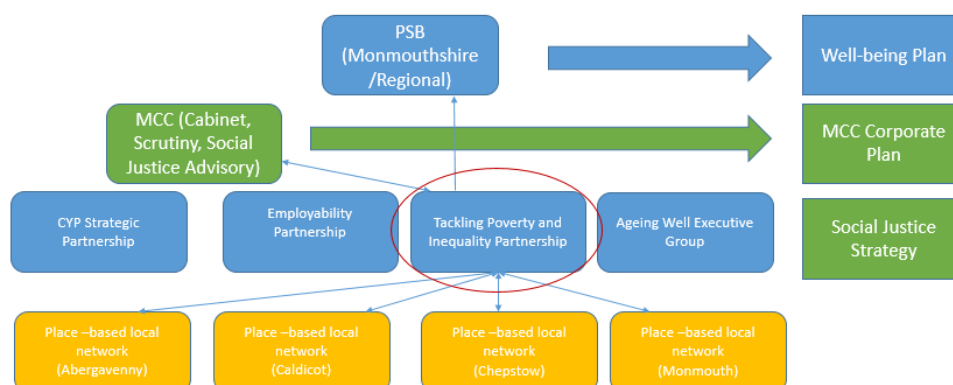 PSB
(Monmouthshire
/Regional)
Well-being Plan
MCC (Cabinet,
Scrutiny, Social
Justice Advisory)
MCC Corporate
Plan
CYP Strategic
Partnership
Employability
Partnership
Tackling Poverty and
Inequality Partnership
Ageing Well Executive
Group
Social Justice
Strategy
Place –based local
network
(Abergavenny)
Place –based local
network
(Caldicot)
Place –based local
network
(Chepstow)
Place –based local
network
(Monmouth)